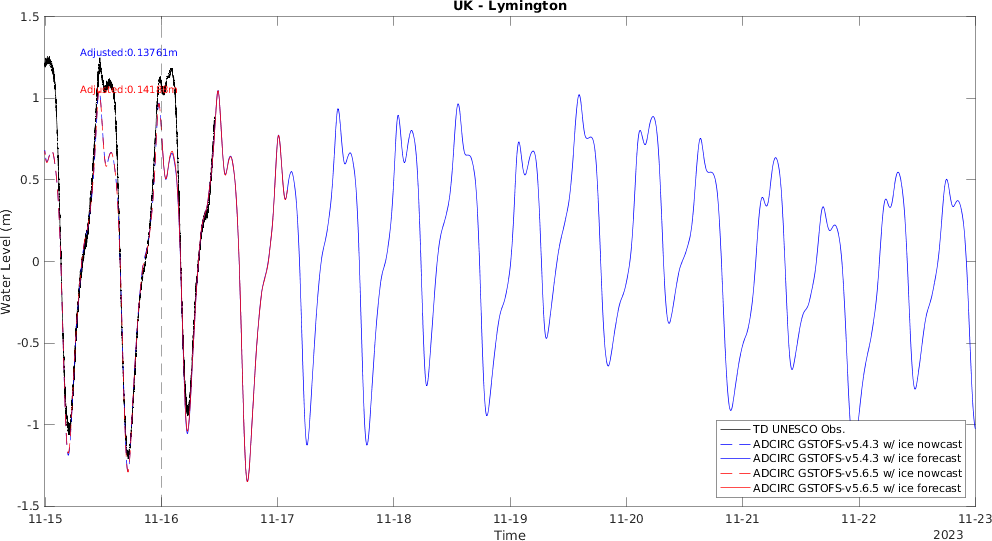 UK - Lymington
1.5
1
0.5
0
-0.5
-1
-1.5
Water Level (m)
Adjusted:0.13761m
11-15
11-16
11-17
11-18
11-19
11-20
11-21
11-22
11-23
Time
2023
TD UNESCO Obs.
ADCIRC GSTOFS-v5.4.3 w/ ice nowcast
ADCIRC GSTOFS-v5.4.3 w/ ice forecast
ADCIRC GSTOFS-v5.6.5 w/ ice nowcast
ADCIRC GSTOFS-v5.6.5 w/ ice forecast